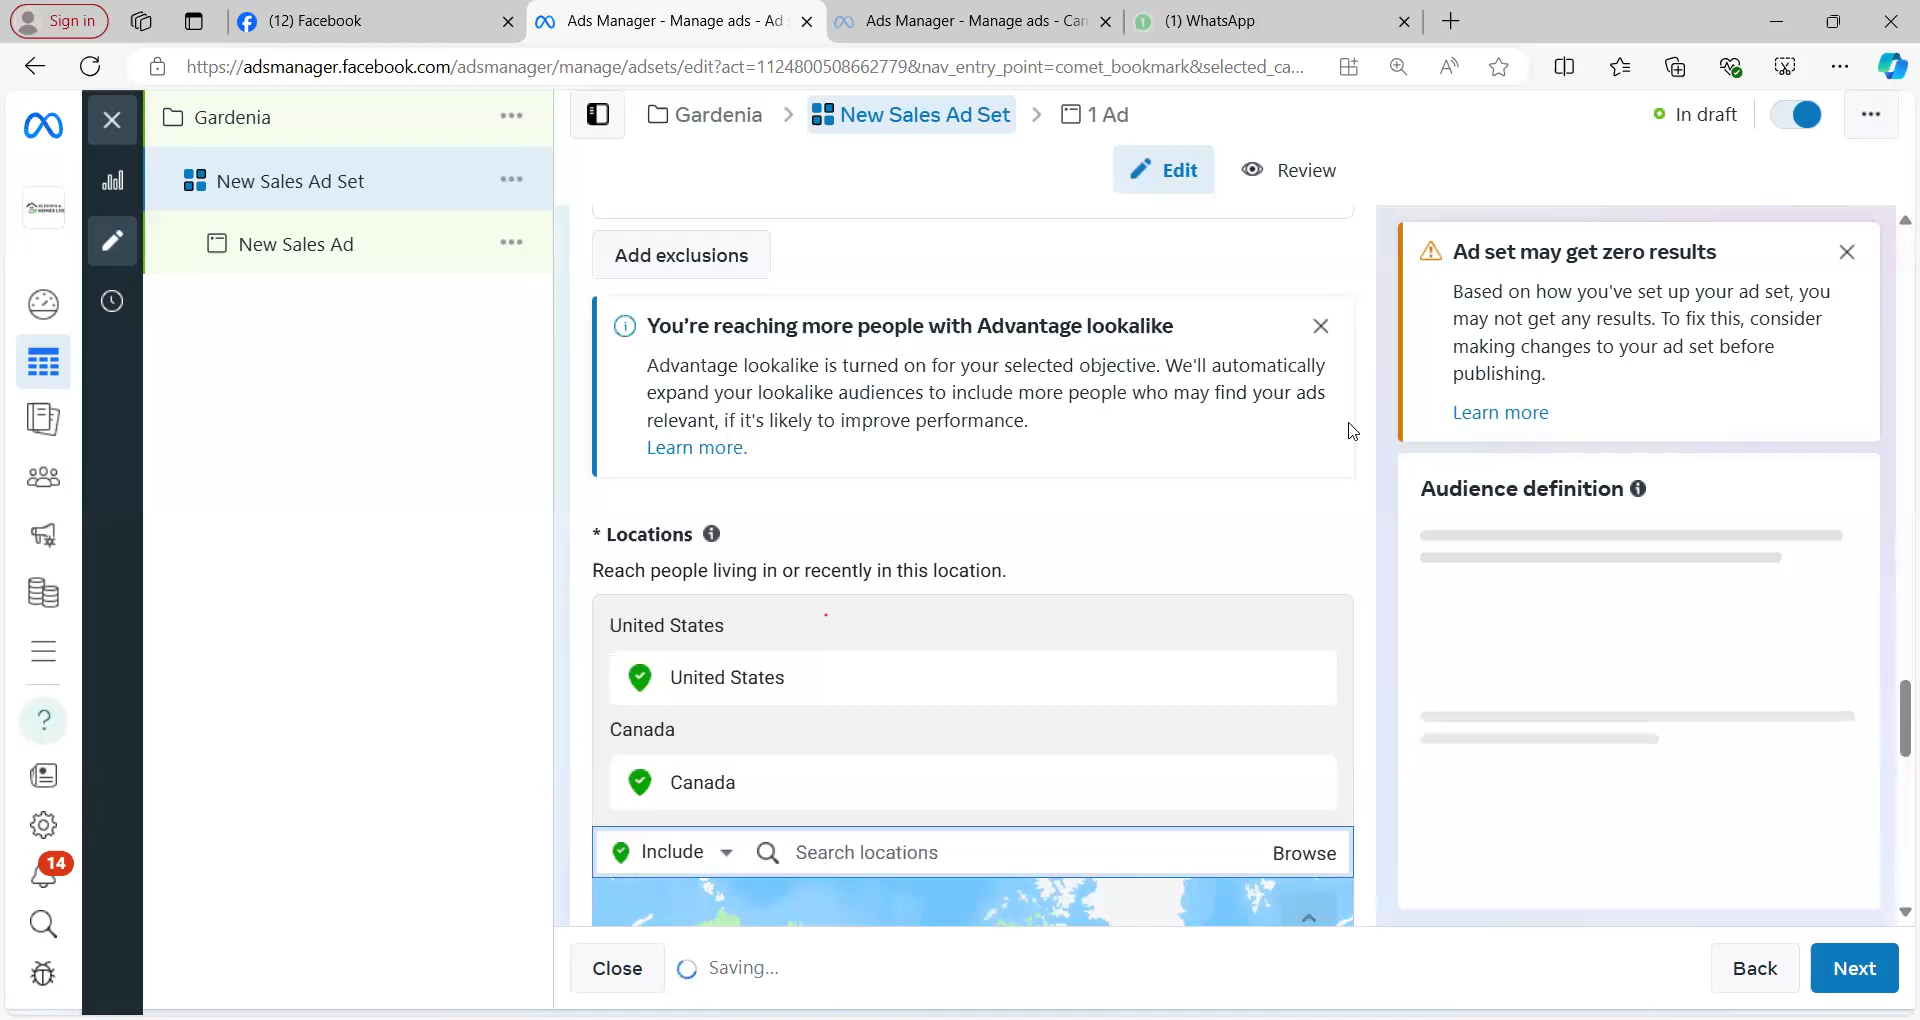 Sign in
(12) Facebook
Ads Manager - Manage ads - Ad
Ads Manager - Manage ads - Can
1
(1) WhatsApp
https://adsmanager.facebook.com/adsmanager/manage/adsets/edit?act=1124800508662779&nav_entry_point=comet_bookmark&selected_ca...
Gardenia
New Sales Ad Set
New Sales Ad
Gardenia
New Sales Ad Set
1 Ad
In draft
Edit
Review
Add exclusions
You're reaching more people with Advantage lookalike
Advantage lookalike is turned on for your selected objective. We'll automatically
expand your lookalike audiences to include more people who may find your ads
relevant, if it's likely to improve performance.
Learn more.
* Locations
Reach people living in or recently in this location.
United States
United States
Canada
Canada
Include
Search locations
Browse
Ad set may get zero results
Based on how you've set up your ad set, you
may not get any results. To fix this, consider
making changes to your ad set before
publishing.
Learn more
Audience definition
14
Close
Saving...
Back
Next